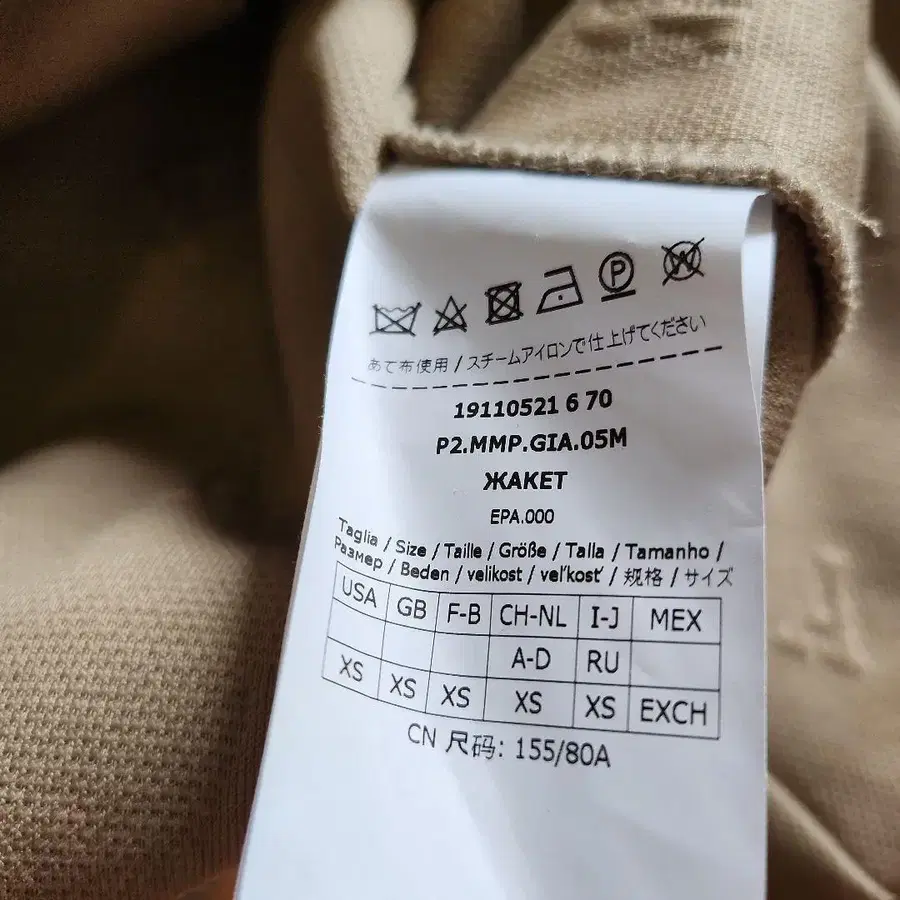 P
W
あて布使用 / スチームアイロンで仕上げてください
19110521 6 70
P2.MMP.GIA.05M
ЖАКЕТ
EPA.000
Taglia / Size / Taille / Größe / Talla / Tamanho /
Размер / Beden / velikost / veľkosť / 规格 / サイズ
USA GB F-B CH-NL I-J MEX
A-D RU
XS XS XS XS XS EXCH
CN 尺码: 155/80A